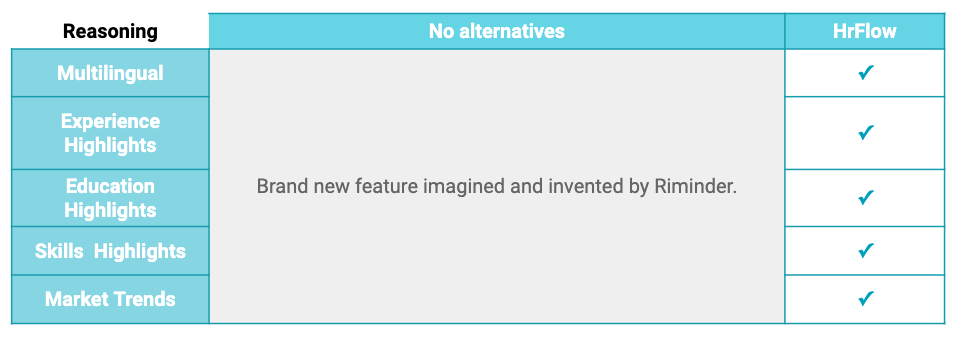 Reasoning No alternatives HrFlow
Multilingual ✓
Experience
Highlights ✓
Education
Highlights ✓
Brand new feature imagined and invented by Riminder.
Skills Highlights ✓
Market Trends ✓